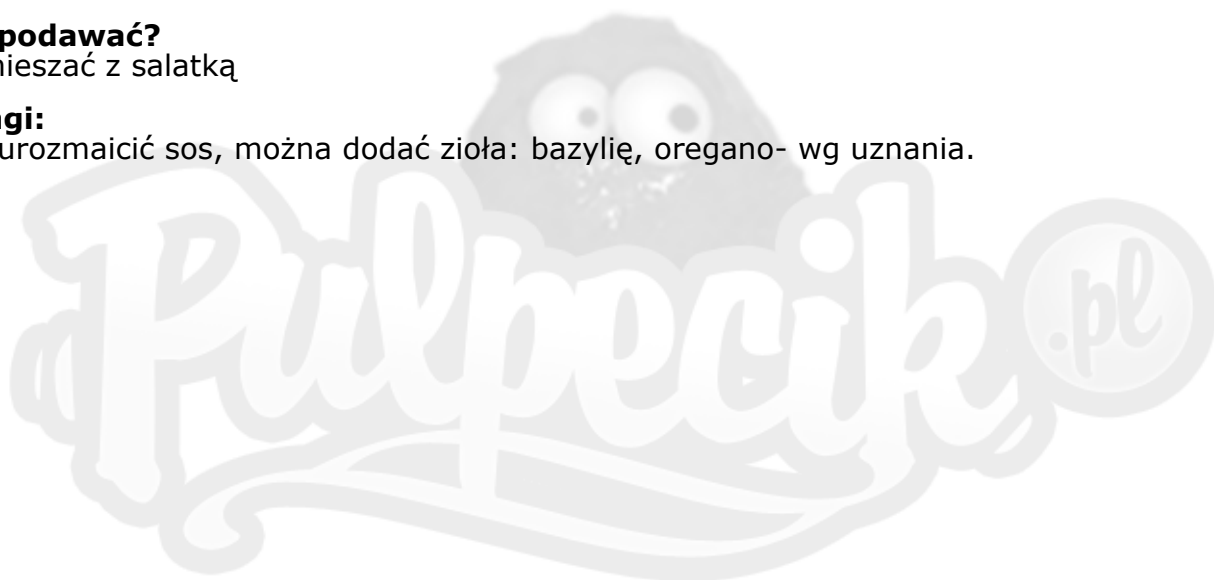 podawać?
mieszać z salatką
gi:
urozmaicić sos, można dodać zioła: bazylię, oregano- wg uznania.
Pulpecik .pl